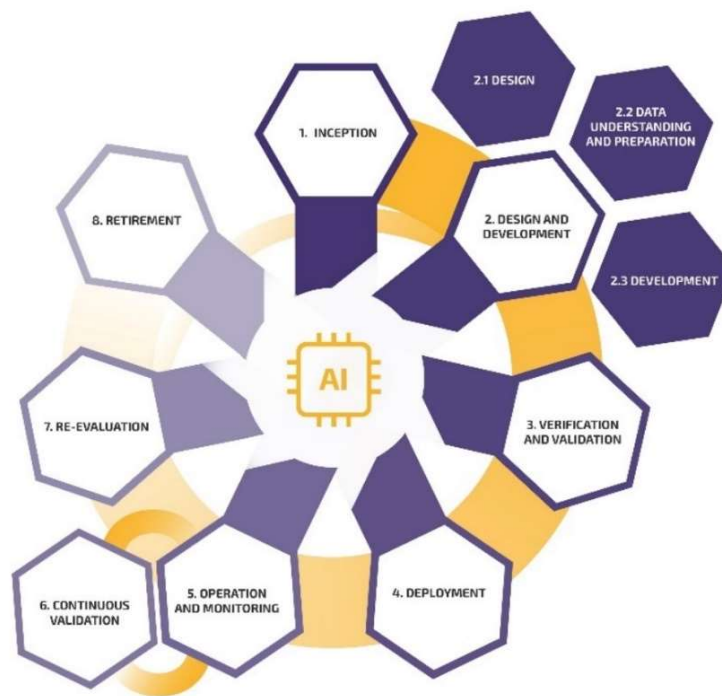 1. INCEPTION
2.1 DESIGN
2.2 DATA
UNDERSTANDING
AND PREPARATION
2. DESIGN AND
DEVELOPMENT
2.3 DEVELOPMENT
3. VERIFICATION
AND VALIDATION
4. DEPLOYMENT
5. OPERATION
AND MONITORING
6. CONTINUOUS
VALIDATION
7. RE-EVALUATION
8. RETIREMENT
AI